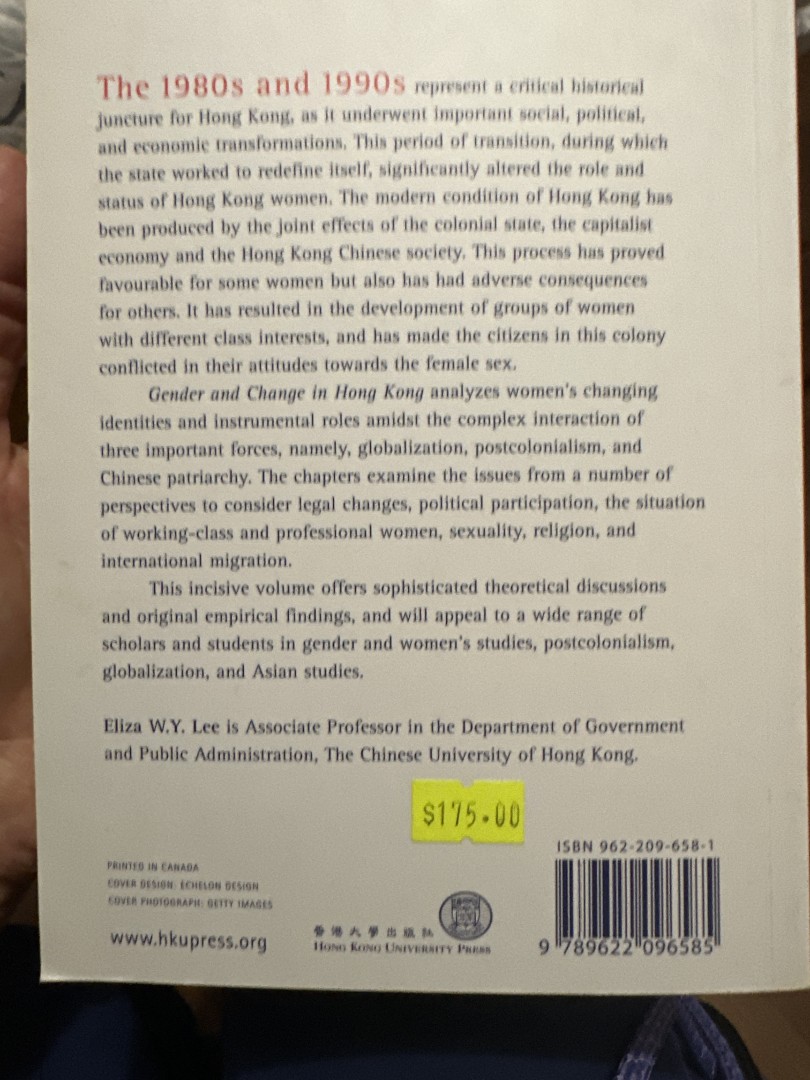 The 1980s and 1990s represent a critical historical
juncture for Hong Kong, as it underwent important social, political,
and economic transformations. This period of transition, during which
the state worked to redefine itself, significantly altered the role and
status of Hong Kong women. The modern condition of Hong Kong has
been produced by the joint effects of the colonial state, the capitalist
economy and the Hong Kong Chinese society. This process has proved
favourable for some women but also has had adverse consequences
for others. It has resulted in the development of groups of women
with different class interests, and has made the citizens in this colony
conflicted in their attitudes towards the female sex.
Gender and Change in Hong Kong analyzes women's changing
identities and instrumental roles amidst the complex interaction of
three important forces, namely, globalization, postcolonialism, and
Chinese patriarchy. The chapters examine the issues from a number of
perspectives to consider legal changes, political participation, the situation
of working-class and professional women, sexuality, religion, and
international migration.
This incisive volume offers sophisticated theoretical discussions
and original empirical findings, and will appeal to a wide range of
scholars and students in gender and women's studies, postcolonialism,
globalization, and Asian studies.
Eliza W.Y. Lee is Associate Professor in the Department of Government
and Public Administration, The Chinese University of Hong Kong.
$175.00
ISBN 962-209-658-1
PRINTED IN CANADA
COVER DESIGN: ECHELON DESIGN
COVER PHOTOGRAPH: GETTY IMAGES
www.hkupress.org
香港大學出版社
HONG KONG UNIVERSITY PRESS
9 789622 096585